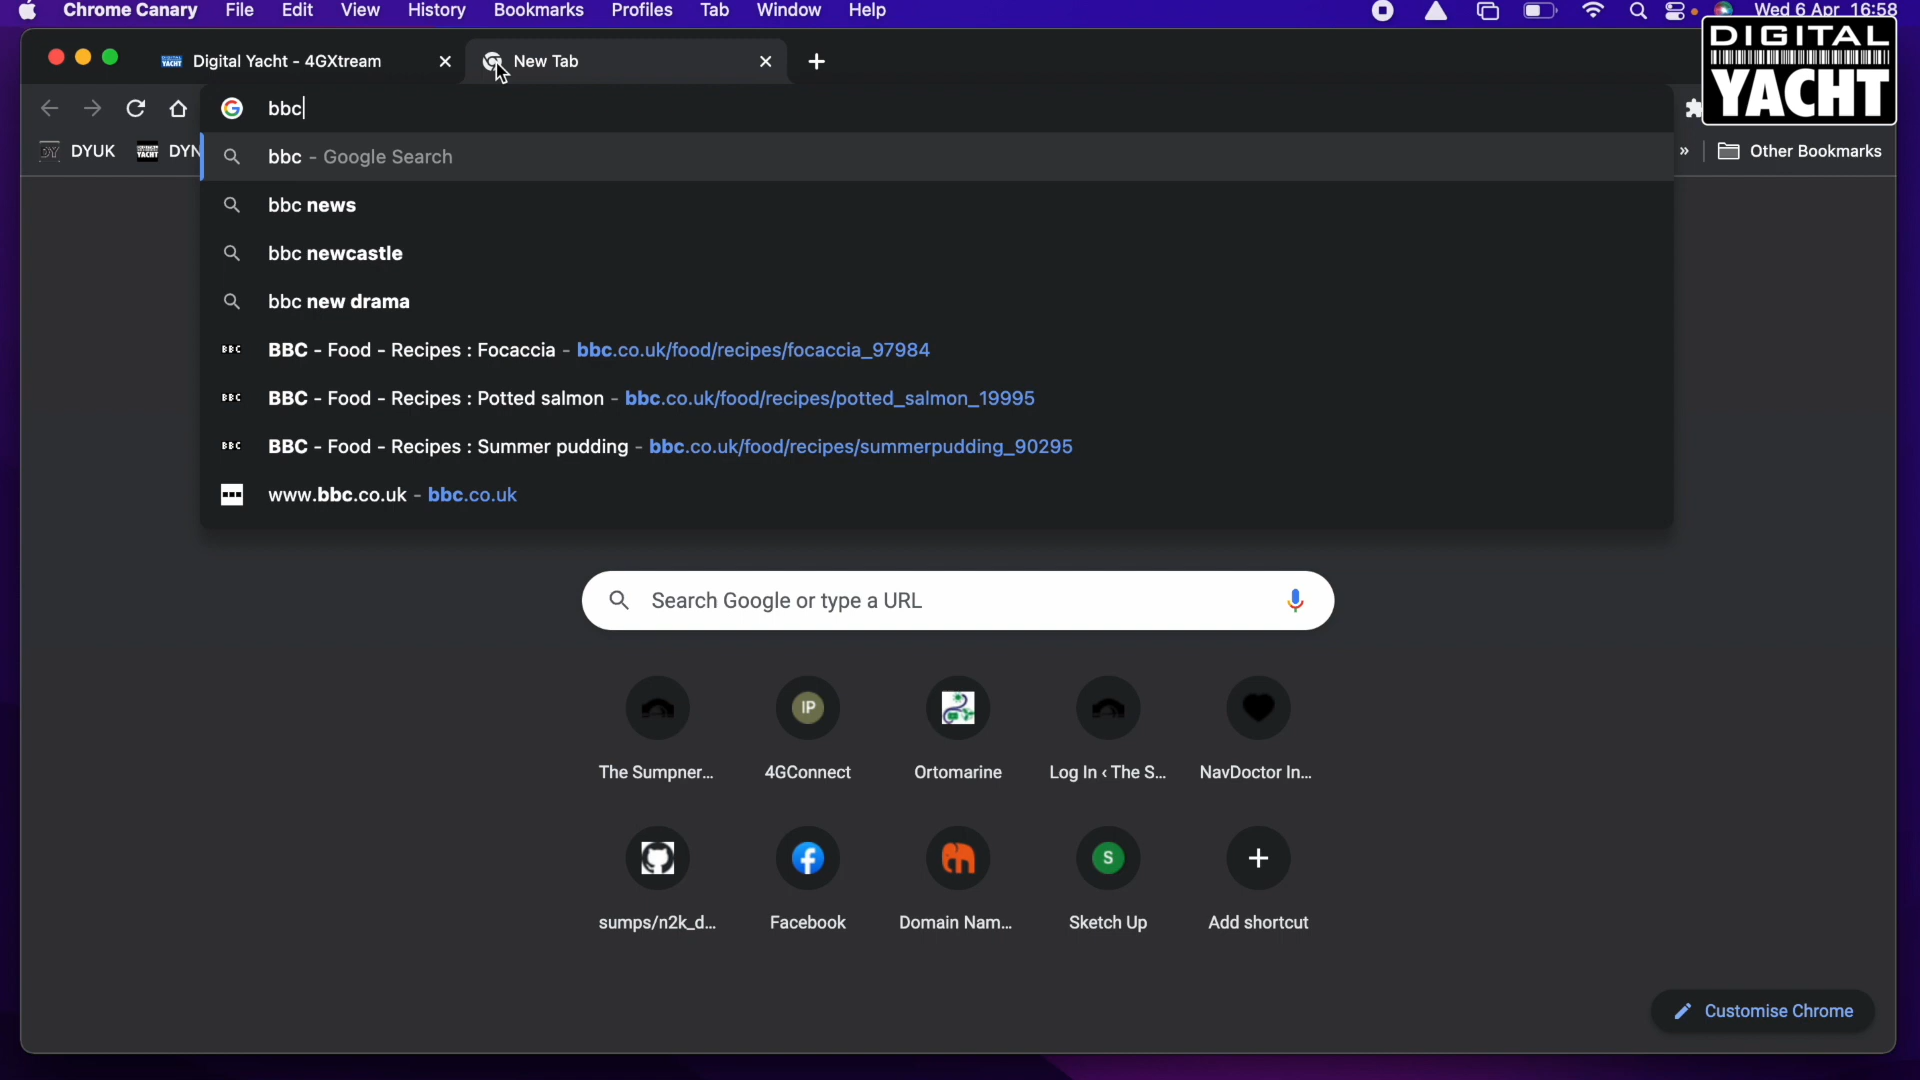 Chrome Canary File Edit View History Bookmarks Profiles Tab Window Help Wed 6 Apr 16:58
DIGITAL
YACHT
Digital Yacht - 4GXtream New Tab
bbc
DYUK DYN » Other Bookmarks
bbc - Google Search
bbc news
bbc newcastle
bbc new drama
BBC - Food - Recipes : Focaccia - bbc.co.uk/food/recipes/focaccia_97984
BBC - Food - Recipes : Potted salmon - bbc.co.uk/food/recipes/potted_salmon_19995
BBC - Food - Recipes : Summer pudding - bbc.co.uk/food/recipes/summerpudding_90295
www.bbc.co.uk - bbc.co.uk
Search Google or type a URL
IP
The Sumpner... 4GConnect Ortomarine Log In ‹ The S... NavDoctor In...
S
sumps/n2k_d... Facebook Domain Nam... Sketch Up Add shortcut
Customise Chrome